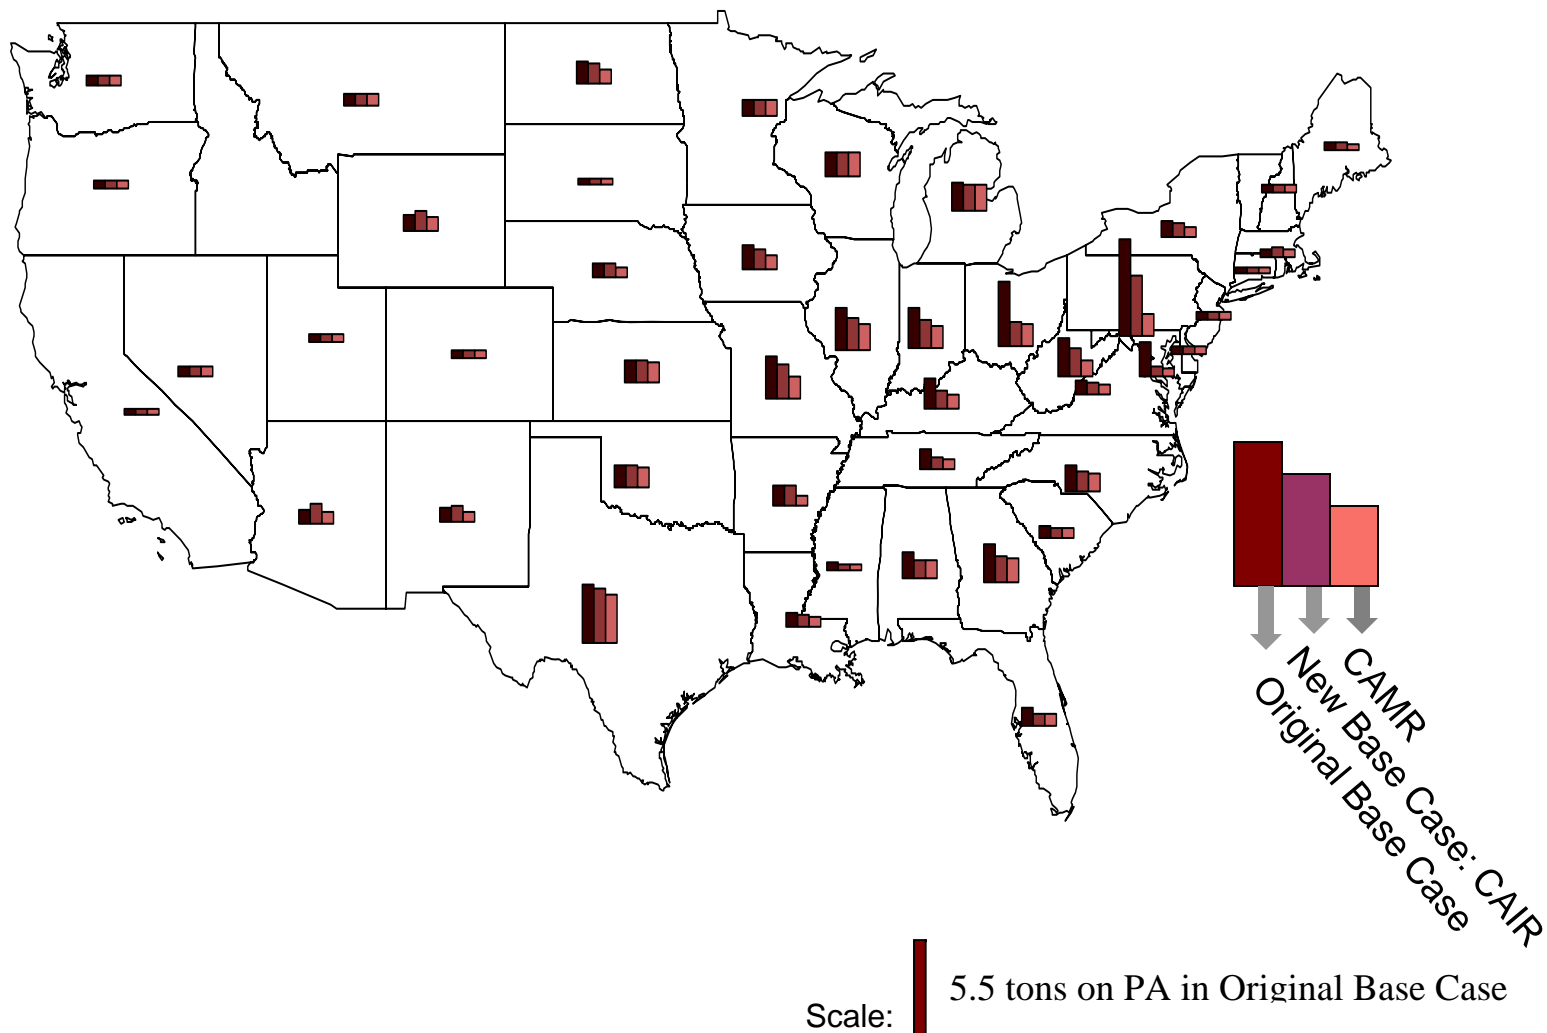 CAMR
New Base Case: CAIR
Original Base Case
5.5 tons on PA in Original Base Case
Scale: